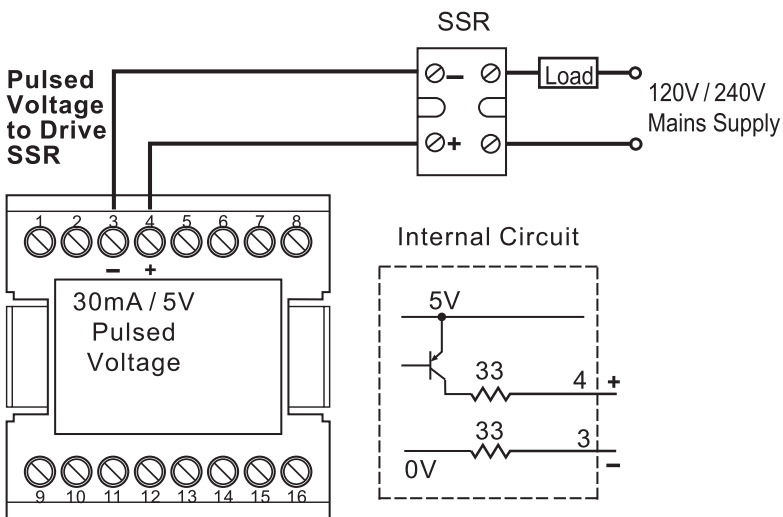 SSR
Pulsed
Voltage
to Drive
SSR
− Load
+
120V / 240V
Mains Supply
1 2 3 4 5 6 7 8
− +
30mA / 5V
Pulsed
Voltage
9 10 11 12 13 14 15 16
Internal Circuit
5V
33 4 +
33 3 −
0V